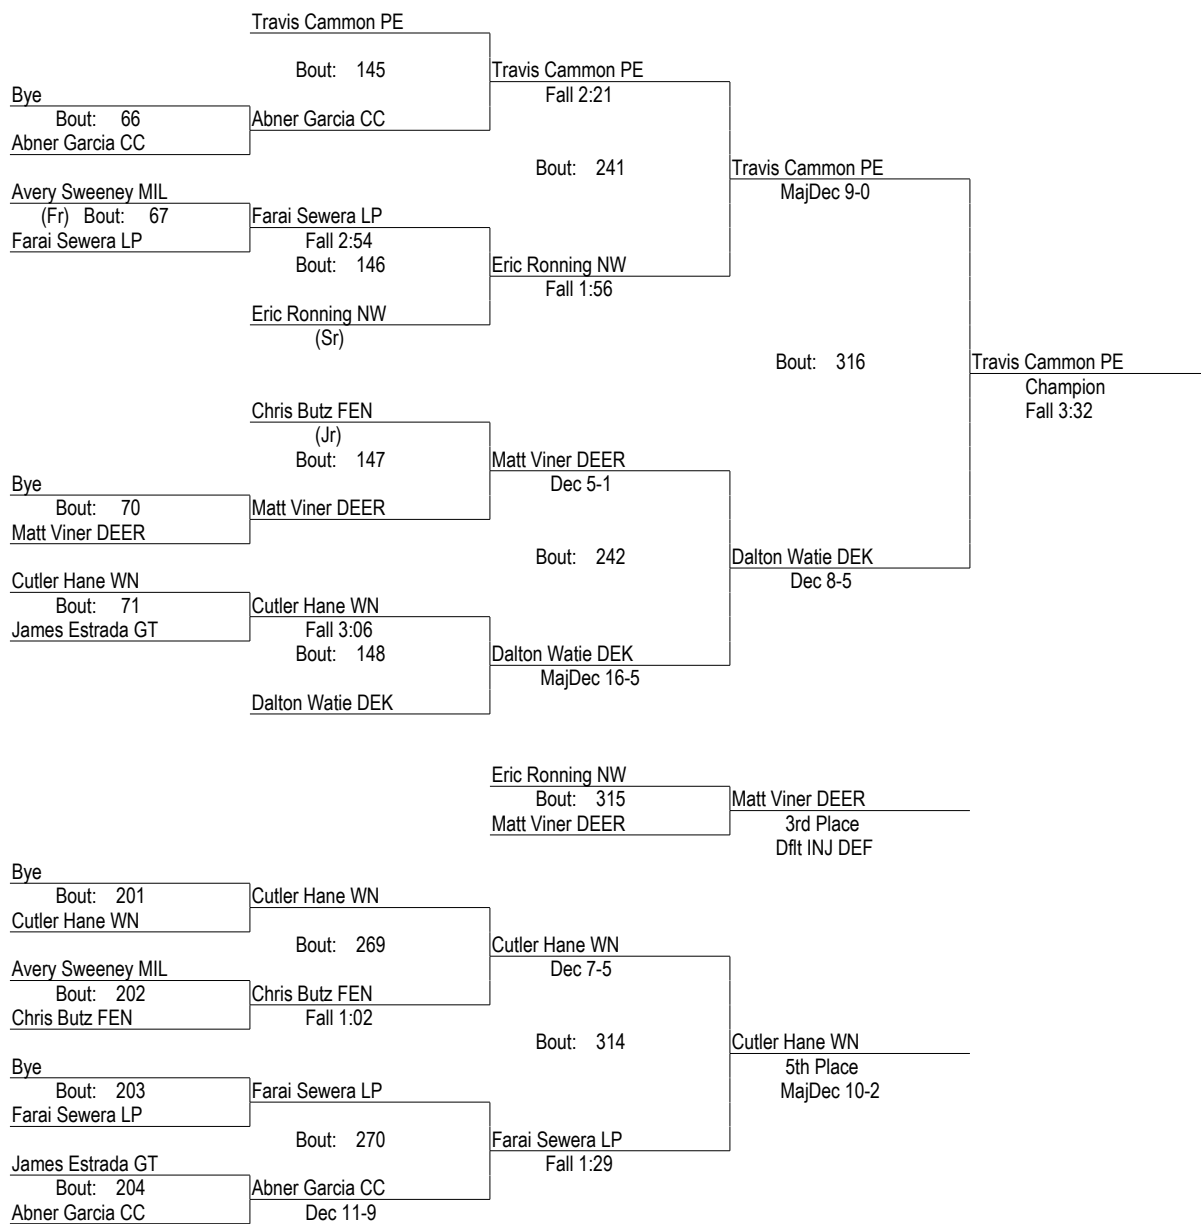 Travis Cammon PE
Bout: 145
Travis Cammon PE
Fall 2:21
Bye
Bout: 66
Abner Garcia CC
Abner Garcia CC
Bout: 241
Travis Cammon PE
MajDec 9-0
Avery Sweeney MIL
(Fr) Bout: 67
Farai Sewera LP
Farai Sewera LP
Fall 2:54
Bout: 146
Eric Ronning NW
Fall 1:56
Eric Ronning NW
(Sr)
Bout: 316
Travis Cammon PE
Champion
Fall 3:32
Chris Butz FEN
(Jr)
Bout: 147
Matt Viner DEER
Dec 5-1
Bye
Bout: 70
Matt Viner DEER
Matt Viner DEER
Bout: 242
Dalton Watie DEK
Dec 8-5
Cutler Hane WN
Bout: 71
James Estrada GT
Cutler Hane WN
Fall 3:06
Bout: 148
Dalton Watie DEK
MajDec 16-5
Dalton Watie DEK
Eric Ronning NW
Bout: 315
Matt Viner DEER
Matt Viner DEER
3rd Place
Dflt INJ DEF
Bye
Bout: 201
Cutler Hane WN
Cutler Hane WN
Bout: 269
Cutler Hane WN
Dec 7-5
Avery Sweeney MIL
Bout: 202
Chris Butz FEN
Chris Butz FEN
Fall 1:02
Bout: 314
Cutler Hane WN
5th Place
MajDec 10-2
Bye
Bout: 203
Farai Sewera LP
Farai Sewera LP
Bout: 270
Farai Sewera LP
Fall 1:29
James Estrada GT
Bout: 204
Abner Garcia CC
Abner Garcia CC
Dec 11-9